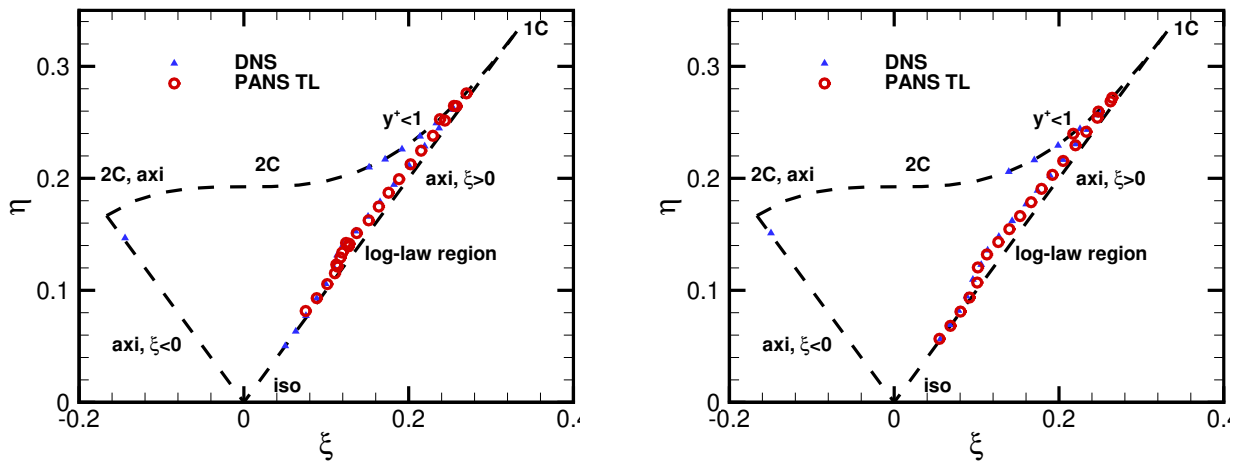 1C
0.3
DNS
PANS TL
y⁺<1
2C
2C, axi
0.2
axi, ξ>0
η
log-law region
0.1
axi, ξ<0
iso
0
-0.2
0
0.2
0.4
ξ
1C
0.3
DNS
PANS TL
y⁺<1
2C
2C, axi
0.2
axi, ξ>0
η
log-law region
0.1
axi, ξ<0
iso
0
-0.2
0
0.2
ξ